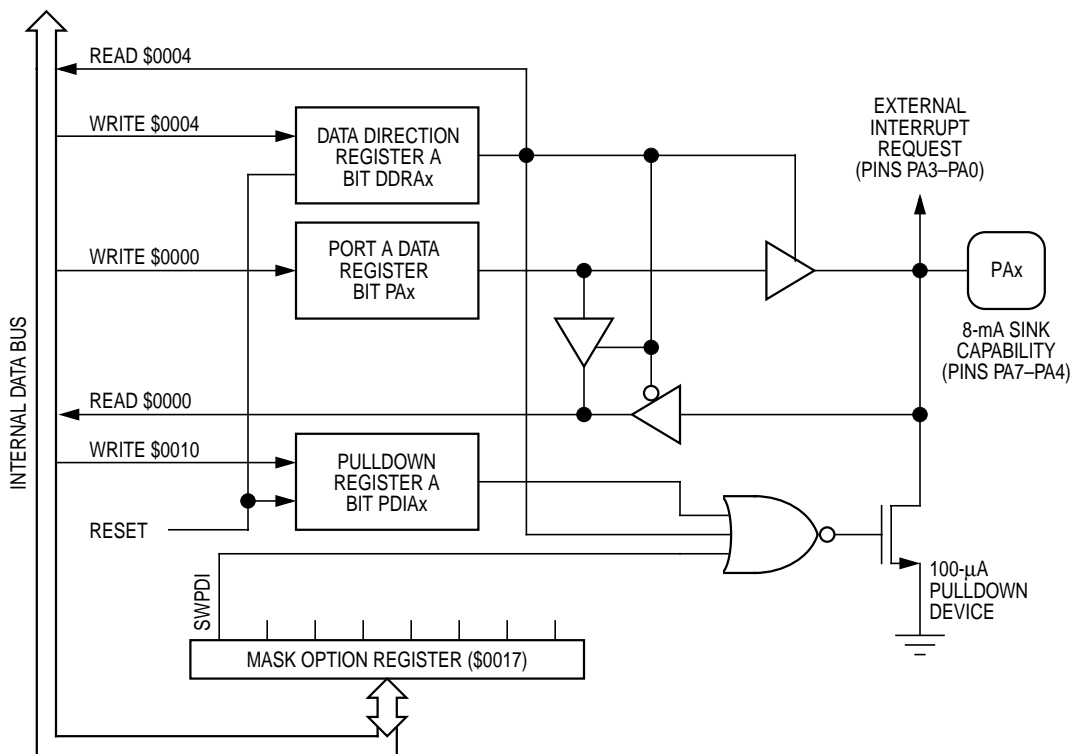 READ $0004
WRITE $0004
DATA DIRECTION
REGISTER A
BIT DDRAx
EXTERNAL
INTERRUPT
REQUEST
(PINS PA3–PA0)
WRITE $0000
PORT A DATA
REGISTER
BIT PAx
PAx
8-mA SINK
CAPABILITY
(PINS PA7–PA4)
INTERNAL DATA BUS
READ $0000
WRITE $0010
PULLDOWN
REGISTER A
BIT PDIAx
RESET
SWPDI
100-μA
PULLDOWN
DEVICE
MASK OPTION REGISTER ($0017)